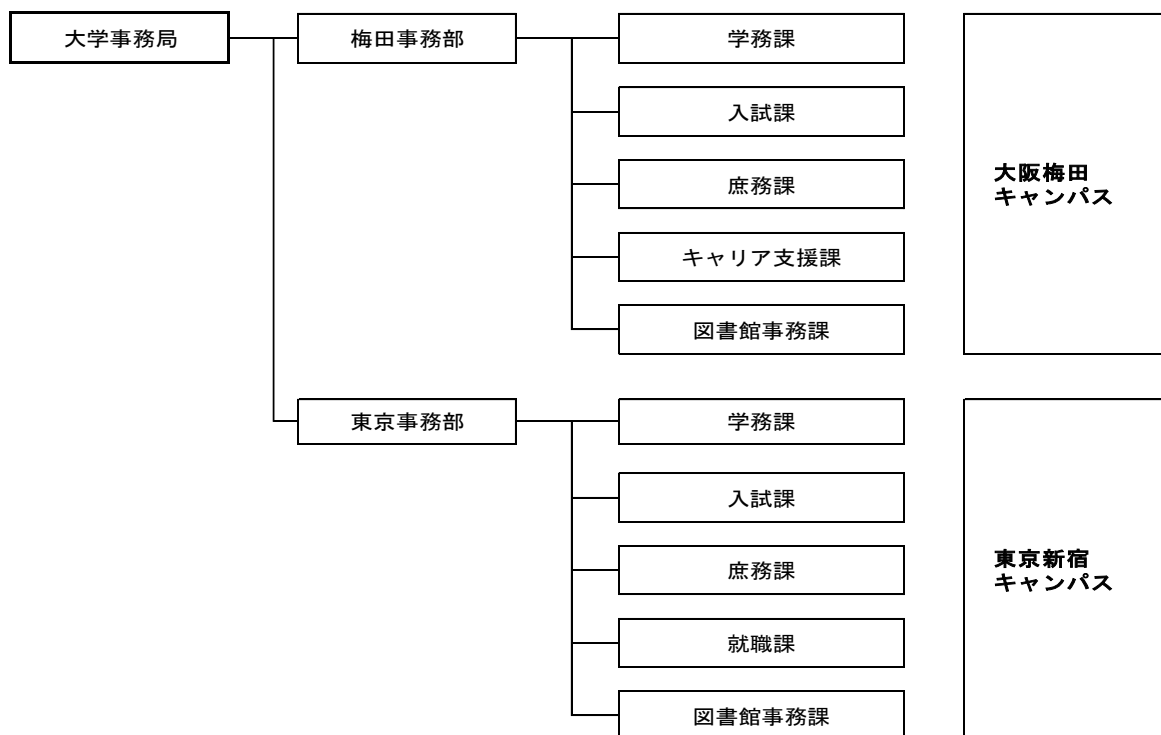 大学事務局
梅田事務部
学務課
入試課
庶務課
キャリア支援課
図書館事務課
大阪梅田
キャンパス
東京事務部
学務課
入試課
庶務課
就職課
図書館事務課
東京新宿
キャンパス